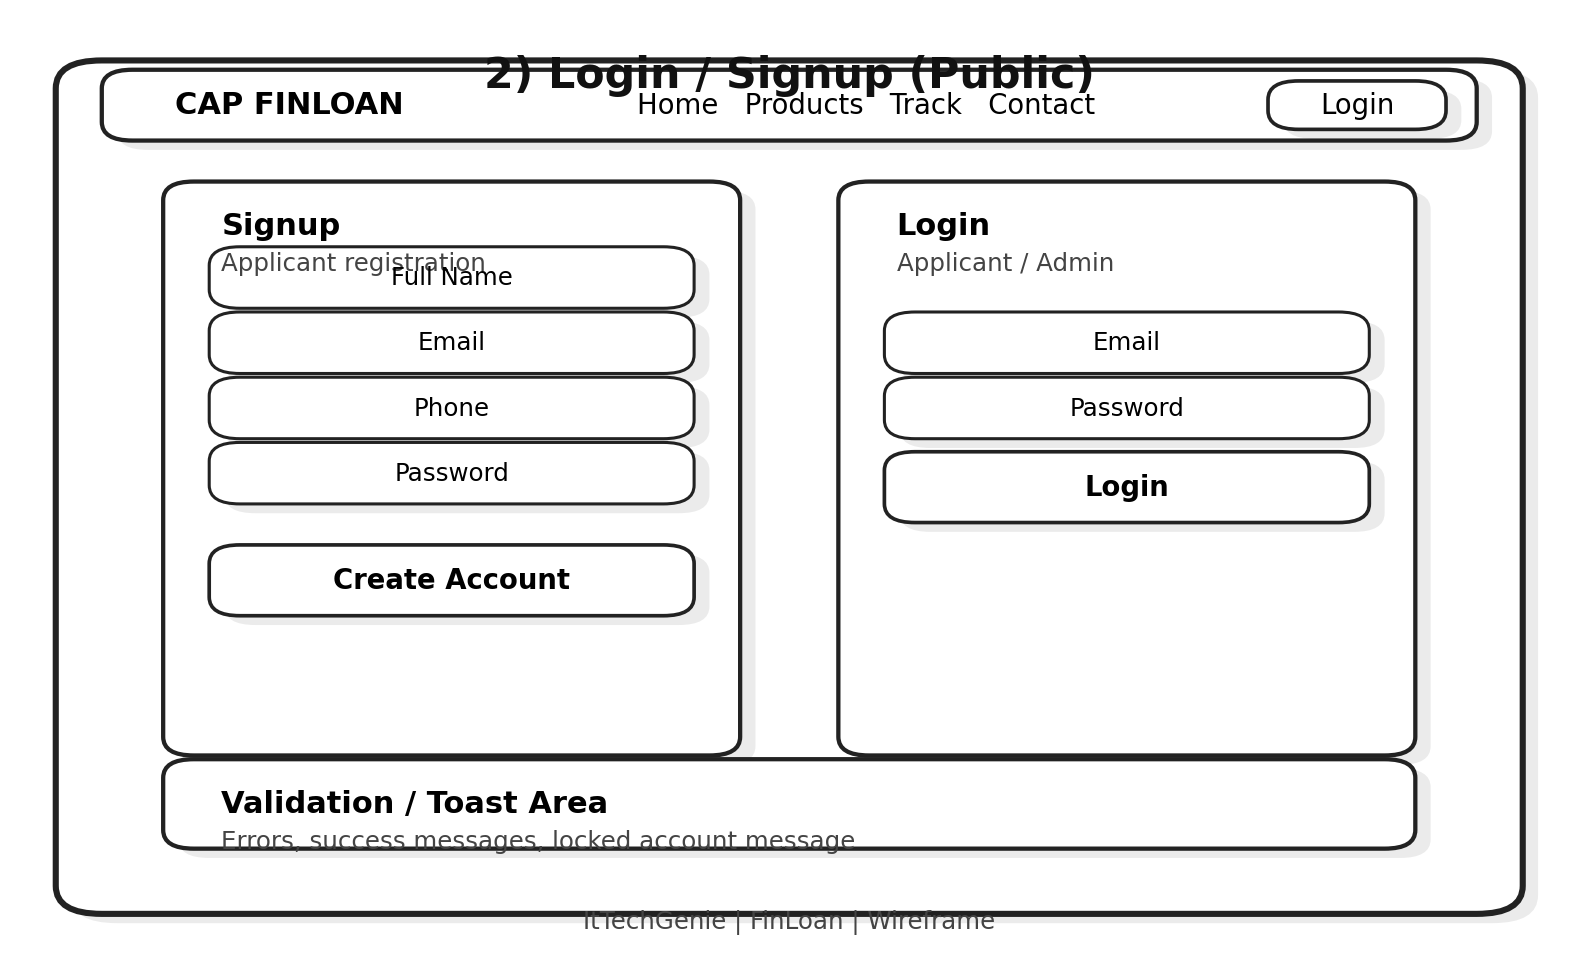 2) Login / Signup (Public)
CAP FINLOAN
Home Products Track Contact
Login
Signup
Applicant registration
Full Name
Email
Phone
Password
Create Account
Login
Applicant / Admin
Email
Password
Login
Validation / Toast Area
Errors, success messages, locked account message
ItTechGenie | FinLoan | Wireframe